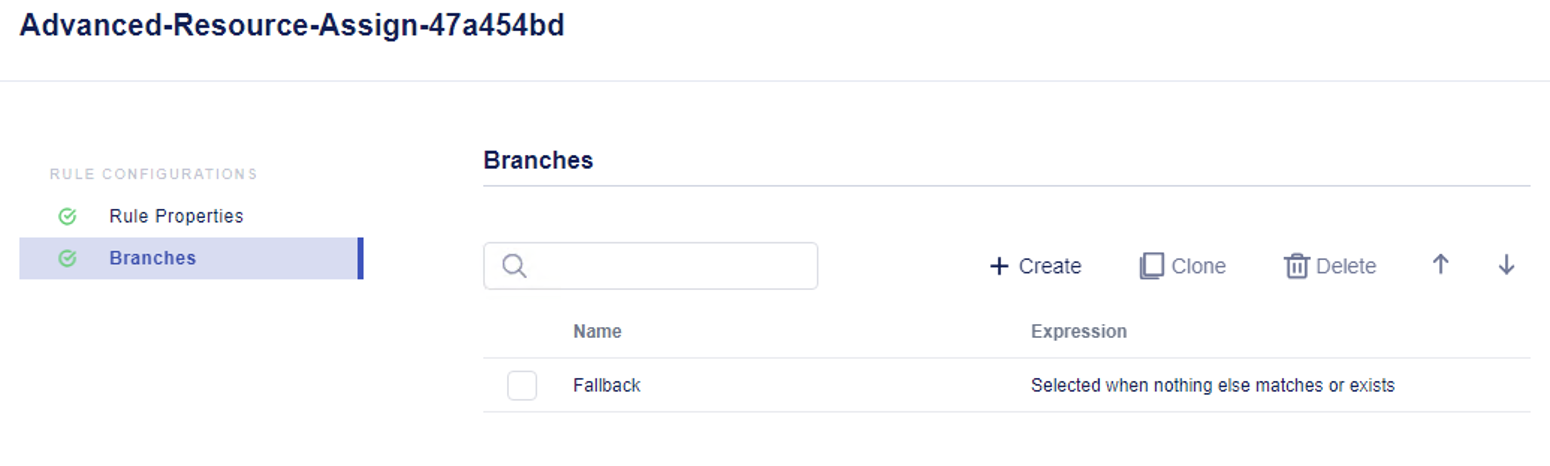 Advanced-Resource-Assign-47a454bd
RULE CONFIGURATIONS
Rule Properties
Branches
Branches
Create Clone Delete
Name Expression
Fallback Selected when nothing else matches or exists